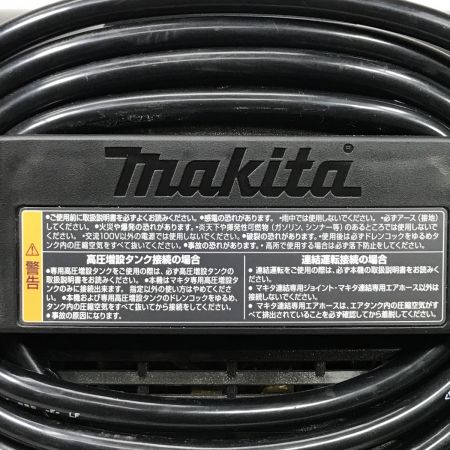 makita®
•ご使用前に取扱説明書を必ずよくお読みください。•感電の恐れがあります。•雨中では使用しないでください。•必ずアース（接地）
してください。•火災や爆発の恐れがあります。•炎天下や揮発性可燃物（ガソリン、シンナー等）のあるところでは使用しない
でください。•交流100V以外の電源では使用しないでください。•破裂の恐れがあります。•使用後は必ずドレンコックをゆるめタ
ンク内の圧縮空気をすべて抜いてください。•事故の恐れがあります。•高所で使用する場合は必ず落下防止をしてください。
⚠警告
高圧増設タンク接続の場合
•専用高圧増設タンクをご使用の際は、必ず高圧増設タンクの
取扱説明書をお読みください。•本機はマキタ専用高圧増設
タンクのみに接続出来ます。指定以外の使い方はやめてくださ
い。•本機および専用高圧増設タンクのドレンコックをゆるめ、
タンク内の圧縮空気をすべて抜いてから接続をしてください。
•事故の原因になります。
連結運転接続の場合
• 連結運転をご使用の際は、必ず本機の取扱説明書をお読みく
ださい。
• マキタ連結専用ジョイント・マキタ連結専用エアホース以外は
接続しないでください。
• マキタ連結専用エアホースは、エアタンク内の圧縮空気がす
べて排出されていることを必ず確認してから着脱してください。